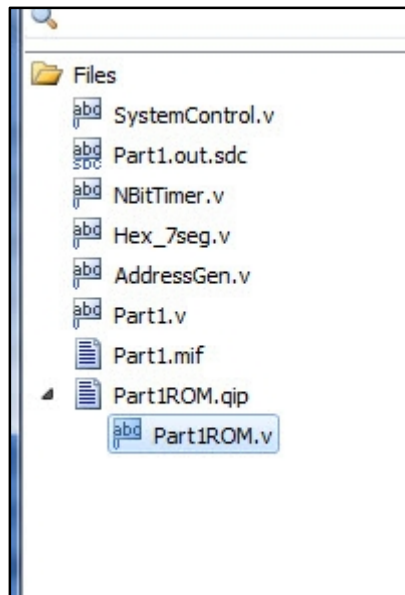 Files
SystemControl.v
Part1.out.sdc
NBitTimer.v
Hex_7seg.v
AddressGen.v
Part1.v
Part1.mif
Part1ROM.qip
Part1ROM.v